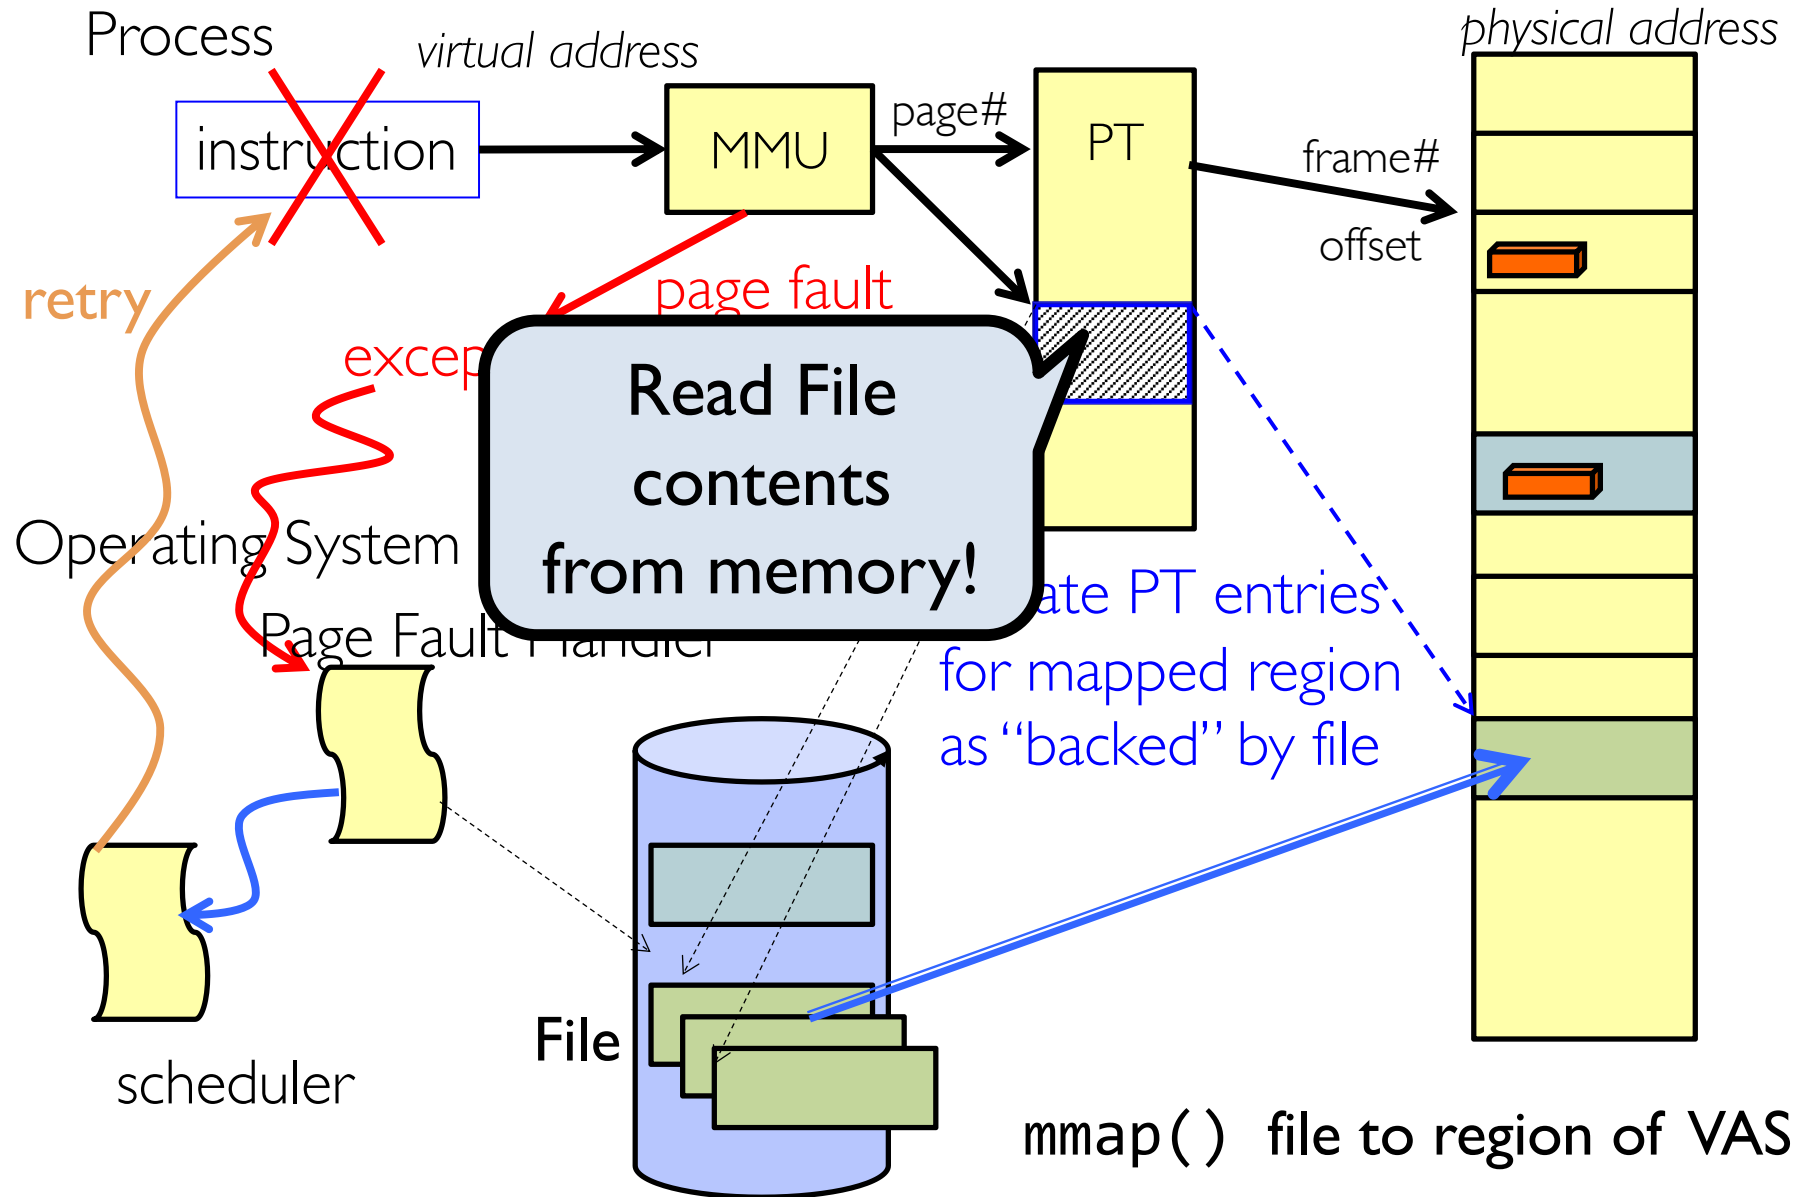 Process
virtual address
physical address
instruction
MMU
page#
PT
frame#
offset
retry
page fault
excep
Read File
contents
from memory!
Operating System
Page Fault Handler
ate PT entries
for mapped region
as “backed” by file
File
scheduler
mmap() file to region of VAS